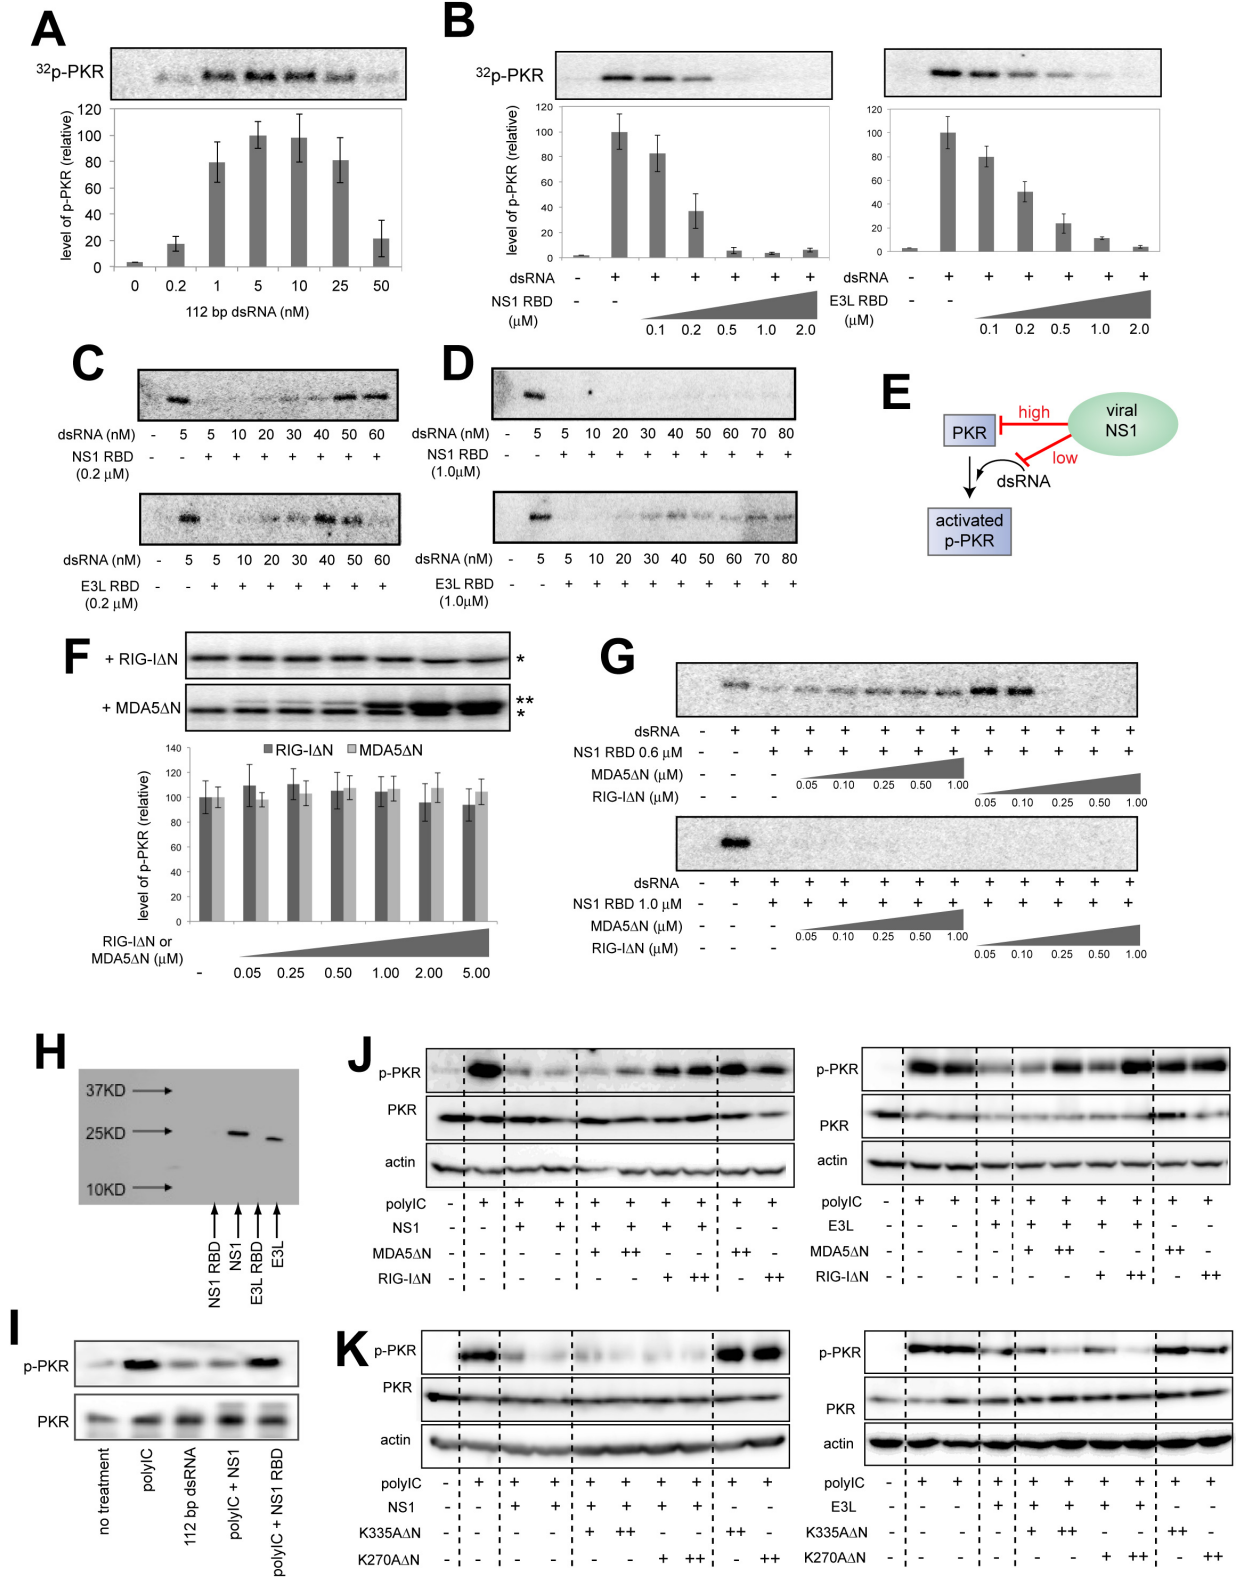 A
32p-PKR
120
100
80
60
40
20
0
level of p-PKR (relative)
0 0.2 1 5 10 25 50
112 bp dsRNA (nM)
B
32p-PKR
120
100
80
60
40
20
0
level of p-PKR (relative)
dsRNA - + + + + + +
NS1 RBD - -
(μM) 0.1 0.2 0.5 1.0 2.0
120
100
80
60
40
20
0
dsRNA - + + + + + +
E3L RBD - -
(μM) 0.1 0.2 0.5 1.0 2.0
C
dsRNA (nM) - 5 5 10 20 30 40 50 60
NS1 RBD - - + + + + + + +
(0.2 μM)
dsRNA (nM) - 5 5 10 20 30 40 50 60
E3L RBD - - + + + + + + +
(0.2 μM)
D
dsRNA (nM) - 5 5 10 20 30 40 50 60 70 80
NS1 RBD - - + + + + + + + + +
(1.0μM)
dsRNA (nM) - 5 5 10 20 30 40 50 60 70 80
E3L RBD - - + + + + + + + + +
(1.0μM)
E
viral
NS1
high
PKR
low
dsRNA
activated
p-PKR
F
+ RIG-IΔN *
+ MDA5ΔN **
*
RIG-IΔN MDA5ΔN
140
120
100
80
60
40
20
0
level of p-PKR (relative)
RIG-IΔN or
MDA5ΔN (μM)
- 0.05 0.25 0.50 1.00 2.00 5.00
G
dsRNA - + + + + + + + + + + +
NS1 RBD 0.6 μM - - + + + + + + + + + +
MDA5ΔN (μM) - - - 0.05 0.10 0.25 0.50 1.00
RIG-IΔN (μM) - - - 0.05 0.10 0.25 0.50 1.00
dsRNA - + + + + + + + + + + +
NS1 RBD 1.0 μM - - + + + + + + + + + +
MDA5ΔN (μM) - - - 0.05 0.10 0.25 0.50 1.00
RIG-IΔN (μM) - - - 0.05 0.10 0.25 0.50 1.00
H
37KD
25KD
10KD
NS1 RBD
NS1
E3L RBD
E3L
I
p-PKR
PKR
no treatment
polyIC
112 bp dsRNA
polyIC + NS1
polyIC + NS1 RBD
J
p-PKR
PKR
actin
polyIC - + + + + + + + + +
NS1 - - + + + + + + - -
MDA5ΔN - - - - + ++ - - ++ -
RIG-IΔN - - - - - - + ++ - ++
p-PKR
PKR
actin
polyIC - + + + + + + + + +
E3L - - - + + + + + - -
MDA5ΔN - - - - + ++ - - ++ -
RIG-IΔN - - - - - - + ++ - ++
K
p-PKR
PKR
actin
polyIC - + + + + + + + + +
NS1 - - + + + + + + - -
K335AΔN - - - - + ++ - - ++ -
K270AΔN - - - - - - + ++ - ++
p-PKR
PKR
actin
polyIC - + + + + + + + + +
E3L - - - + + + + + - -
K335AΔN - - - - + ++ - - ++ -
K270AΔN - - - - - - + ++ - ++